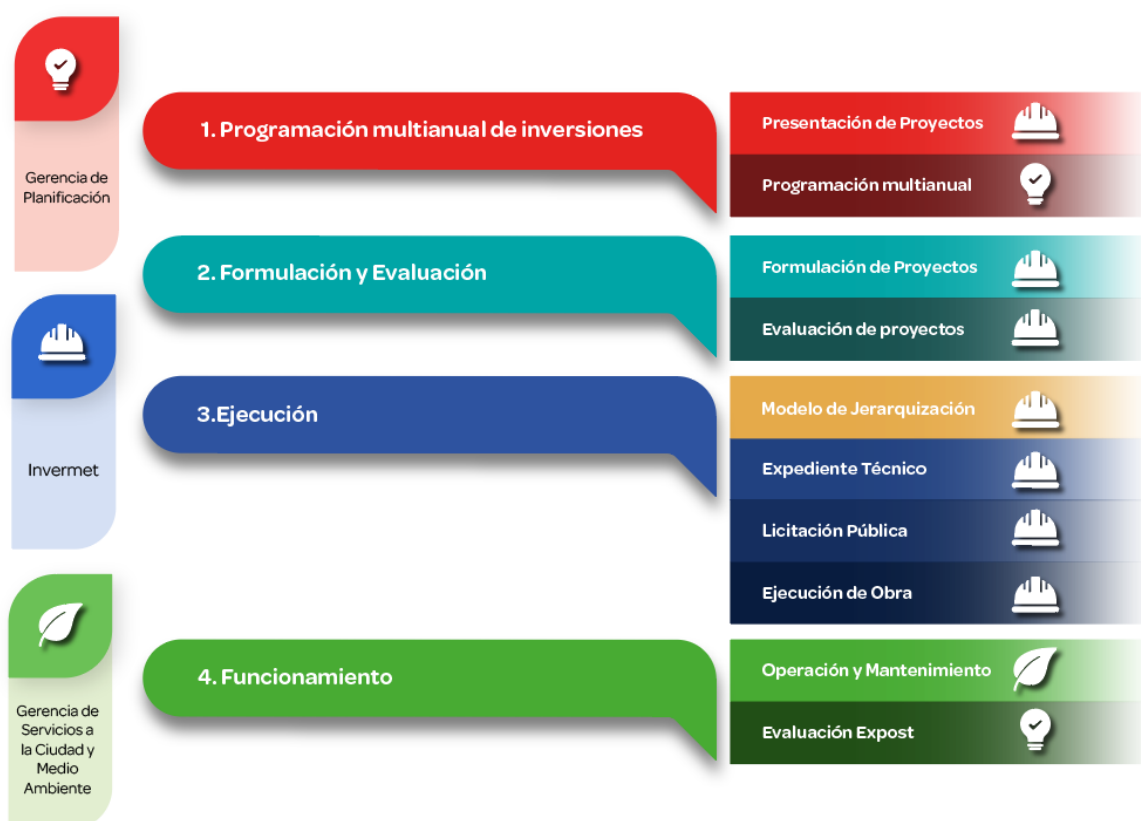 Gerencia de
Planificación
Invermet
Gerencia de
Servicios a
la Ciudad y
Medio
Ambiente
1. Programación multianual de inversiones
Presentación de Proyectos
Programación multianual
2. Formulación y Evaluación
Formulación de Proyectos
Evaluación de proyectos
3.Ejecución
Modelo de Jerarquización
Expediente Técnico
Licitación Pública
Ejecución de Obra
4. Funcionamiento
Operación y Mantenimiento
Evaluación Expost